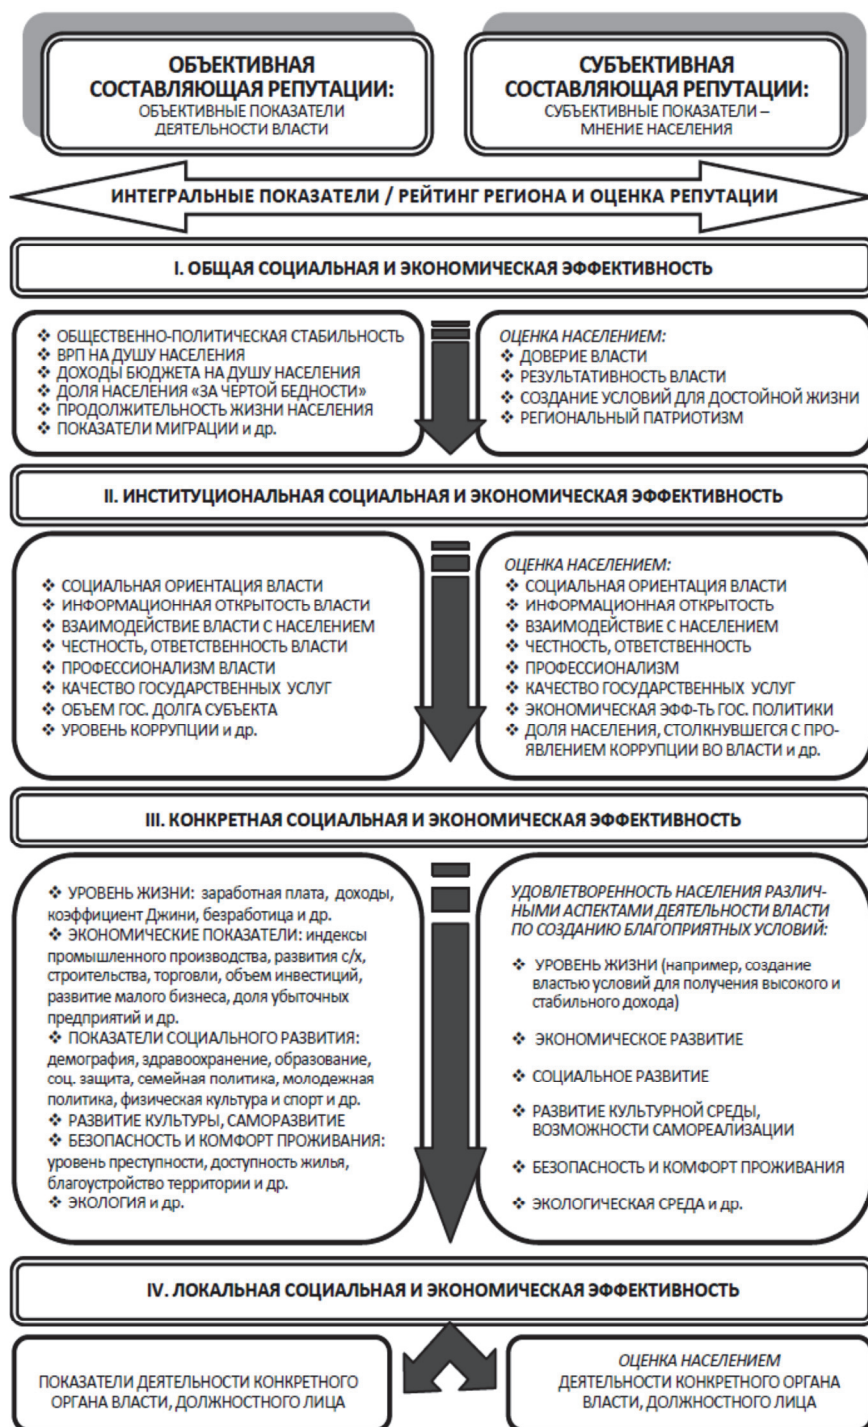 ОБЪЕКТИВНАЯ
СОСТАВЛЯЮЩАЯ РЕПУТАЦИИ:
ОБЪЕКТИВНЫЕ ПОКАЗАТЕЛИ
ДЕЯТЕЛЬНОСТИ ВЛАСТИ
СУБЪЕКТИВНАЯ
СОСТАВЛЯЮЩАЯ РЕПУТАЦИИ:
СУБЪЕКТИВНЫЕ ПОКАЗАТЕЛИ –
МНЕНИЕ НАСЕЛЕНИЯ
ИНТЕГРАЛЬНЫЕ ПОКАЗАТЕЛИ / РЕЙТИНГ РЕГИОНА И ОЦЕНКА РЕПУТАЦИИ
I. ОБЩАЯ СОЦИАЛЬНАЯ И ЭКОНОМИЧЕСКАЯ ЭФФЕКТИВНОСТЬ
❖ ОБЩЕСТВЕННО-ПОЛИТИЧЕСКАЯ СТАБИЛЬНОСТЬ
❖ ВРП НА ДУШУ НАСЕЛЕНИЯ
❖ ДОХОДЫ БЮДЖЕТА НА ДУШУ НАСЕЛЕНИЯ
❖ ДОЛЯ НАСЕЛЕНИЯ «ЗА ЧЕРТОЙ БЕДНОСТИ»
❖ ПРОДОЛЖИТЕЛЬНОСТЬ ЖИЗНИ НАСЕЛЕНИЯ
❖ ПОКАЗАТЕЛИ МИГРАЦИИ и др.
ОЦЕНКА НАСЕЛЕНИЕМ:
❖ ДОВЕРИЕ ВЛАСТИ
❖ РЕЗУЛЬТАТИВНОСТЬ ВЛАСТИ
❖ СОЗДАНИЕ УСЛОВИЙ ДЛЯ ДОСТОЙНОЙ ЖИЗНИ
❖ РЕГИОНАЛЬНЫЙ ПАТРИОТИЗМ
II. ИНСТИТУЦИОНАЛЬНАЯ СОЦИАЛЬНАЯ И ЭКОНОМИЧЕСКАЯ ЭФФЕКТИВНОСТЬ
❖ СОЦИАЛЬНАЯ ОРИЕНТАЦИЯ ВЛАСТИ
❖ ИНФОРМАЦИОННАЯ ОТКРЫТОСТЬ ВЛАСТИ
❖ ВЗАИМОДЕЙСТВИЕ ВЛАСТИ С НАСЕЛЕНИЕМ
❖ ЧЕСТНОСТЬ, ОТВЕТСТВЕННОСТЬ ВЛАСТИ
❖ ПРОФЕССИОНАЛИЗМ ВЛАСТИ
❖ КАЧЕСТВО ГОСУДАРСТВЕННЫХ УСЛУГ
❖ ОБЪЕМ ГОС. ДОЛГА СУБЪЕКТА
❖ УРОВЕНЬ КОРРУПЦИИ и др.
ОЦЕНКА НАСЕЛЕНИЕМ:
❖ СОЦИАЛЬНАЯ ОРИЕНТАЦИЯ ВЛАСТИ
❖ ИНФОРМАЦИОННАЯ ОТКРЫТОСТЬ
❖ ВЗАИМОДЕЙСТВИЕ С НАСЕЛЕНИЕМ
❖ ЧЕСТНОСТЬ, ОТВЕТСТВЕННОСТЬ
❖ ПРОФЕССИОНАЛИЗМ
❖ КАЧЕСТВО ГОСУДАРСТВЕННЫХ УСЛУГ
❖ ЭКОНОМИЧЕСКАЯ ЭФФ-ТЬ ГОС. ПОЛИТИКИ
❖ ДОЛЯ НАСЕЛЕНИЯ, СТОЛКНУВШЕГОСЯ С ПРО-
ЯВЛЕНИЕМ КОРРУПЦИИ ВО ВЛАСТИ и др.
III. КОНКРЕТНАЯ СОЦИАЛЬНАЯ И ЭКОНОМИЧЕСКАЯ ЭФФЕКТИВНОСТЬ
❖ УРОВЕНЬ ЖИЗНИ: заработная плата, доходы,
коэффициент Джини, безработица и др.
❖ ЭКОНОМИЧЕСКИЕ ПОКАЗАТЕЛИ: индексы
промышленного производства, развития с/х,
строительства, торговли, объем инвестиций,
развитие малого бизнеса, доля убыточных
предприятий и др.
❖ ПОКАЗАТЕЛИ СОЦИАЛЬНОГО РАЗВИТИЯ:
демография, здравоохранение, образование,
соц. защита, семейная политика, молодежная
политика, физическая культура и спорт и др.
❖ РАЗВИТИЕ КУЛЬТУРЫ, САМОРАЗВИТИЕ
❖ БЕЗОПАСНОСТЬ И КОМФОРТ ПРОЖИВАНИЯ:
уровень преступности, доступность жилья,
благоустройство территории и др.
❖ ЭКОЛОГИЯ и др.
УДОВЛЕТВОРЕННОСТЬ НАСЕЛЕНИЯ РАЗЛИЧ-
НЫМИ АСПЕКТАМИ ДЕЯТЕЛЬНОСТИ ВЛАСТИ
ПО СОЗДАНИЮ БЛАГОПРИЯТНЫХ УСЛОВИЙ:
❖ УРОВЕНЬ ЖИЗНИ (например, создание
властью условий для получения высокого и
стабильного дохода)
❖ ЭКОНОМИЧЕСКОЕ РАЗВИТИЕ
❖ СОЦИАЛЬНОЕ РАЗВИТИЕ
❖ РАЗВИТИЕ КУЛЬТУРНОЙ СРЕДЫ,
ВОЗМОЖНОСТИ САМОРЕАЛИЗАЦИИ
❖ БЕЗОПАСНОСТЬ И КОМФОРТ ПРОЖИВАНИЯ
❖ ЭКОЛОГИЧЕСКАЯ СРЕДА и др.
IV. ЛОКАЛЬНАЯ СОЦИАЛЬНАЯ И ЭКОНОМИЧЕСКАЯ ЭФФЕКТИВНОСТЬ
ПОКАЗАТЕЛИ ДЕЯТЕЛЬНОСТИ КОНКРЕТНОГО
ОРГАНА ВЛАСТИ, ДОЛЖНОСТНОГО ЛИЦА
ОЦЕНКА НАСЕЛЕНИЕМ
ДЕЯТЕЛЬНОСТИ КОНКРЕТНОГО ОРГАНА
ВЛАСТИ, ДОЛЖНОСТНОГО ЛИЦА